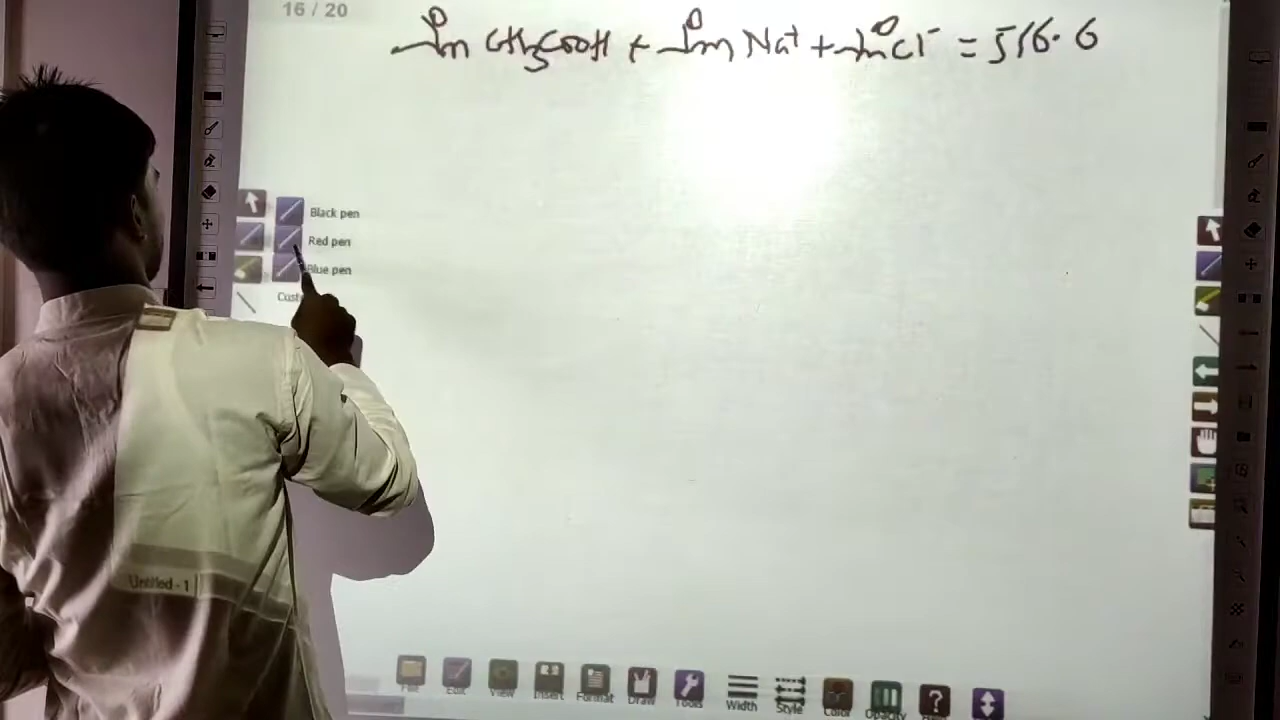 16 / 20
λ°m CH3COOH + λ°m Na+ + λ°m Cl- = 516.6
Black pen
Red pen
Blue pen
Untitled - 1
Edit View Insert Format Draw Tools Width Style Color Opacity